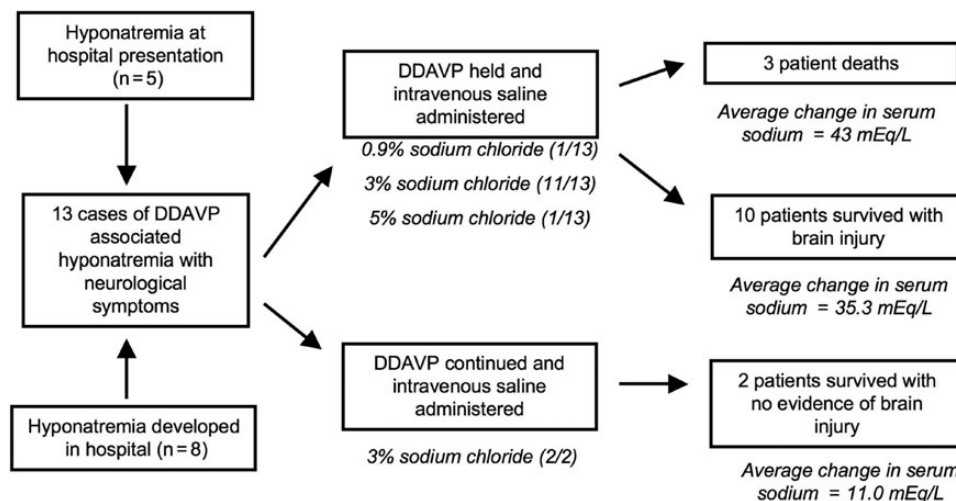 Hyponatremia at
hospital presentation
(n = 5)
13 cases of DDAVP
associated
hyponatremia with
neurological
symptoms
Hyponatremia developed
in hospital (n = 8)
DDAVP held and
intravenous saline
administered
0.9% sodium chloride (1/13)
3% sodium chloride (11/13)
5% sodium chloride (1/13)
DDAVP continued and
intravenous saline
administered
3% sodium chloride (2/2)
3 patient deaths
Average change in serum
sodium = 43 mEq/L
10 patients survived with
brain injury
Average change in serum
sodium = 35.3 mEq/L
2 patients survived with
no evidence of brain
injury
Average change in serum
sodium = 11.0 mEq/L